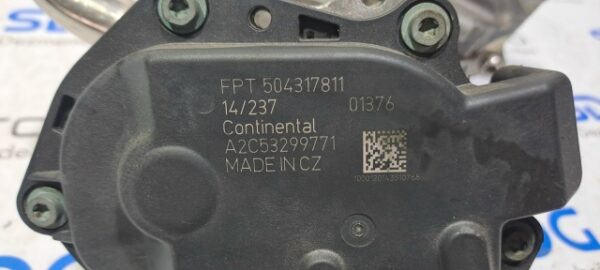 FPT 504317811
14/237 01376
Continental
A2C53299771
MADE IN CZ